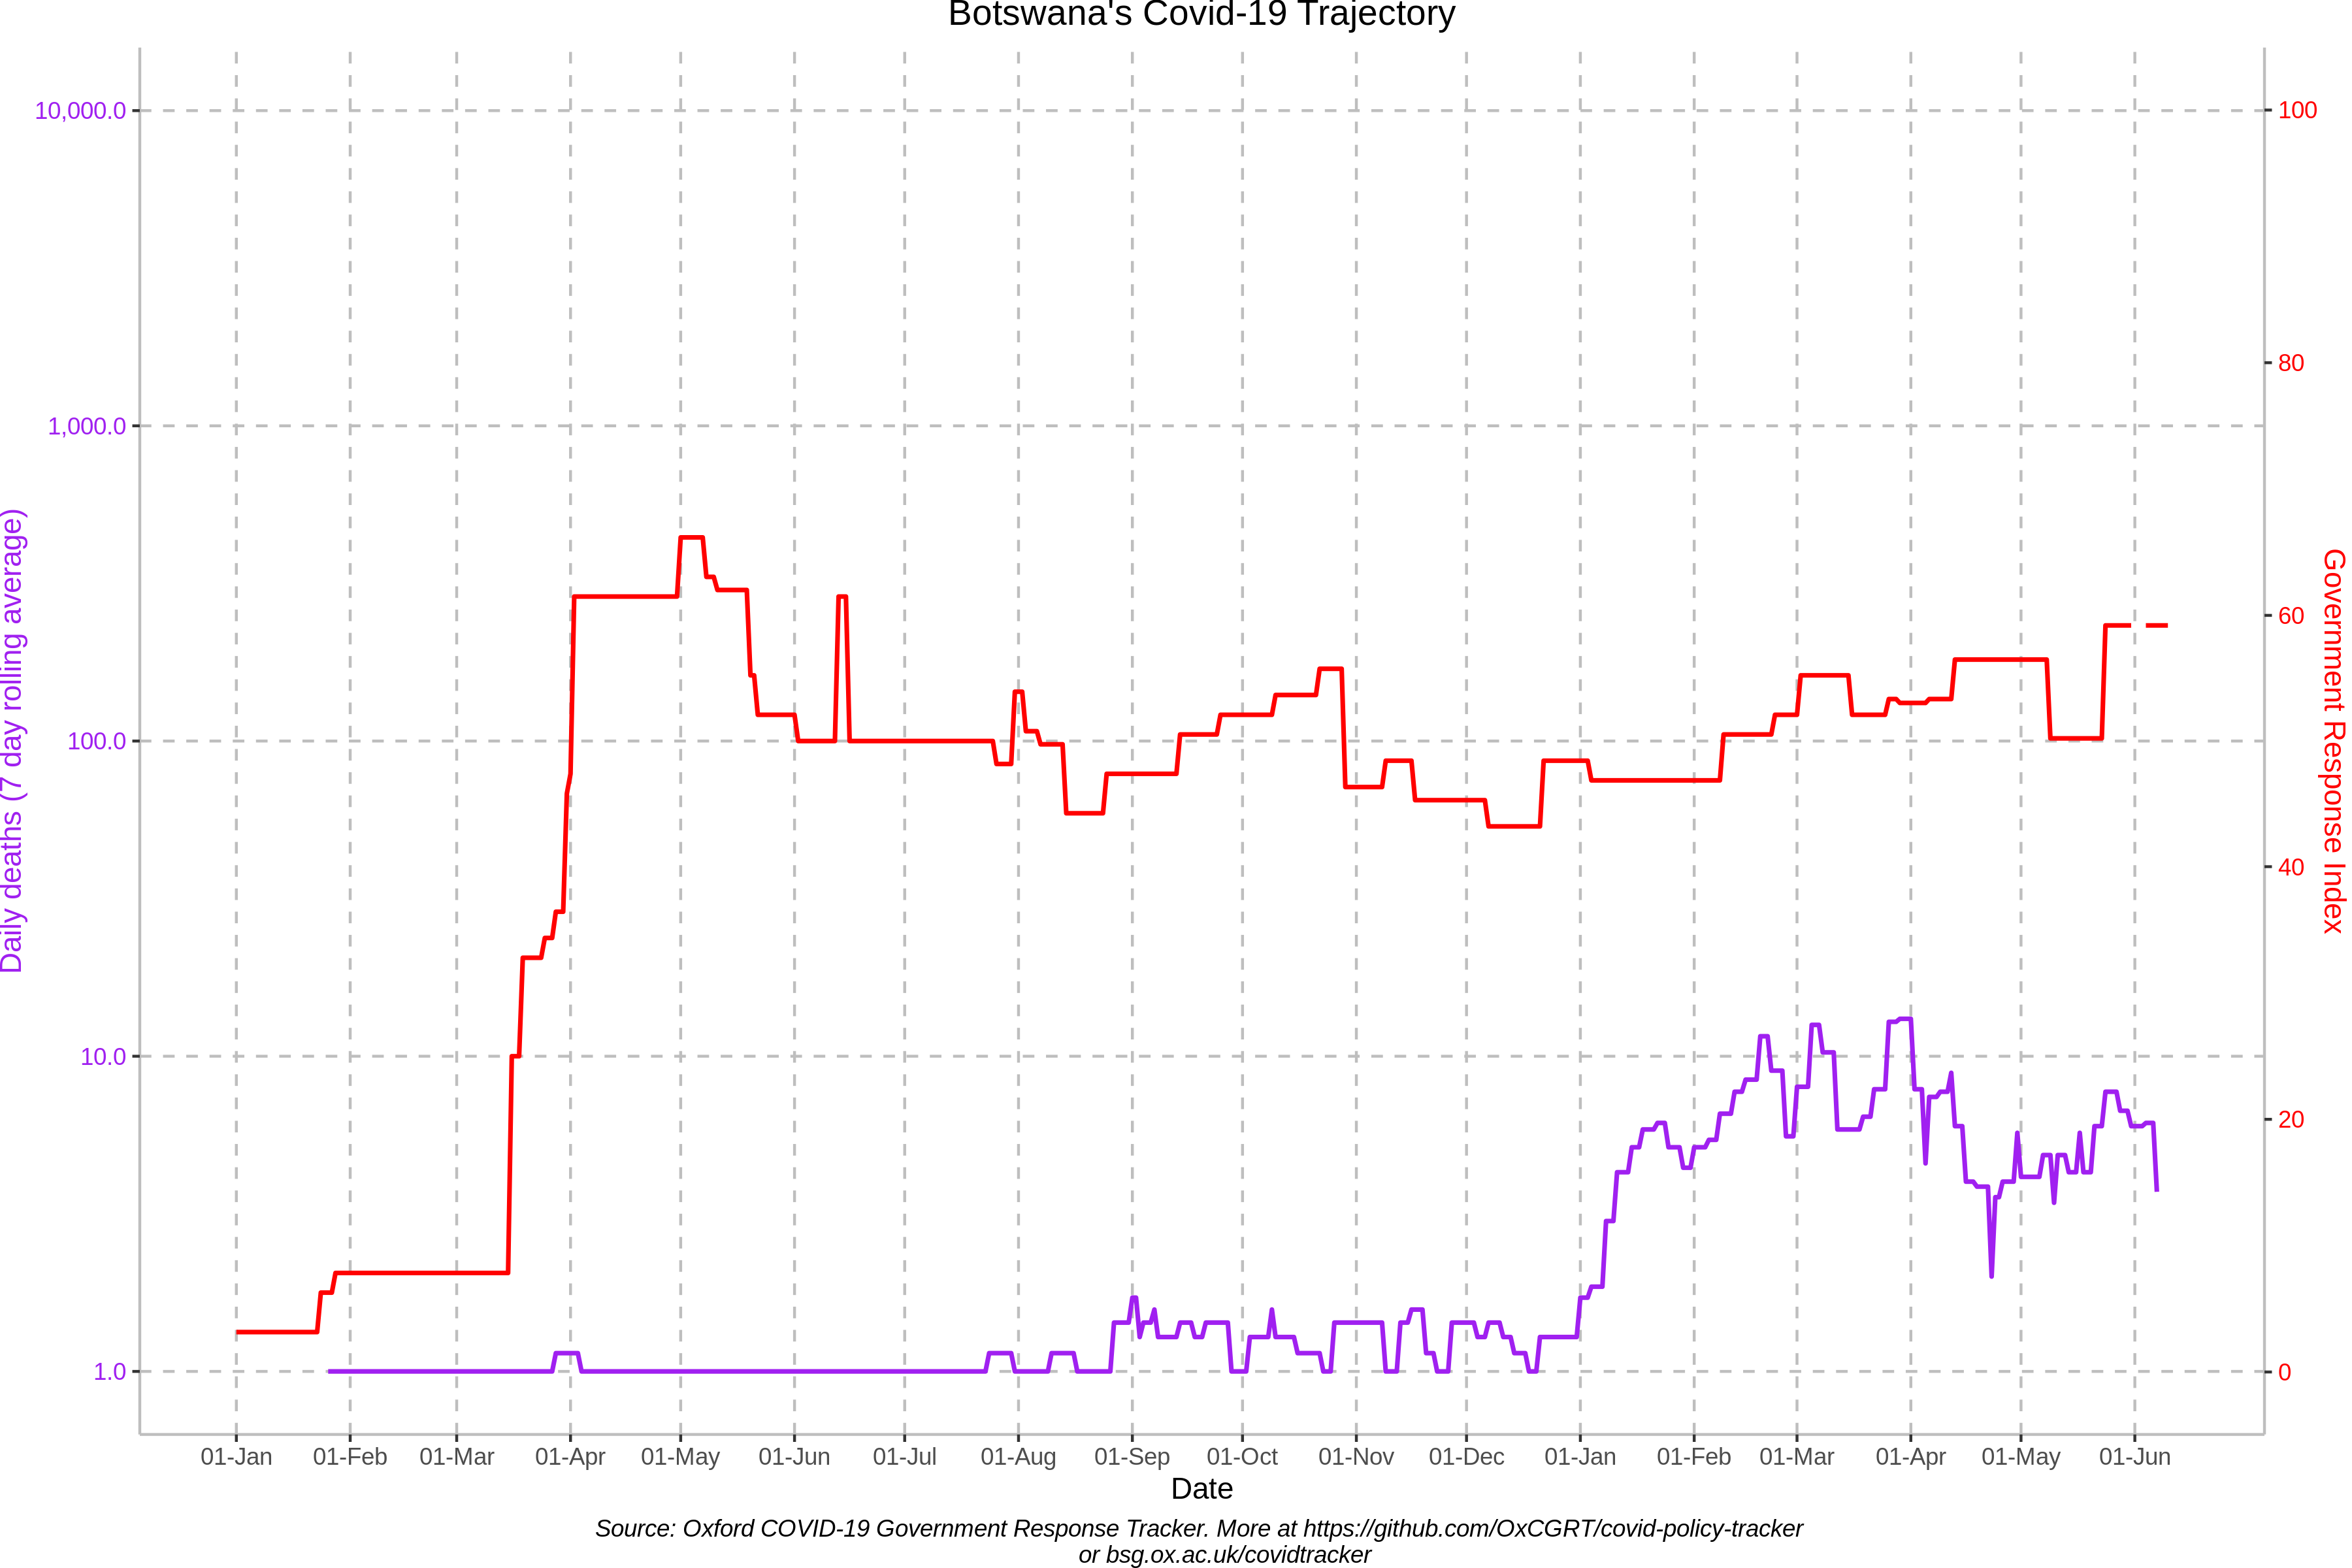 Botswana's Covid-19 Trajectory
10,000.0
1,000.0
100.0
10.0
1.0
Daily deaths (7 day rolling average)
100
80
60
40
20
0
Government Response Index
01-Jan 01-Feb 01-Mar 01-Apr 01-May 01-Jun 01-Jul 01-Aug 01-Sep 01-Oct 01-Nov 01-Dec 01-Jan 01-Feb 01-Mar 01-Apr 01-May 01-Jun
Date
Source: Oxford COVID-19 Government Response Tracker. More at https://github.com/OxCGRT/covid-policy-tracker
or bsg.ox.ac.uk/covidtracker